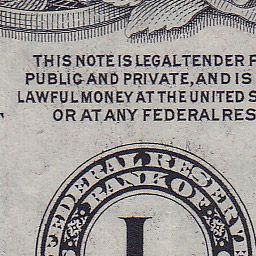 THIS NOTE IS LEGAL TENDER F
PUBLIC AND PRIVATE, AND IS
LAWFUL MONEY AT THE UNITED S
OR AT ANY FEDERAL RES
FEDERAL RESERVE
BANK OF
I